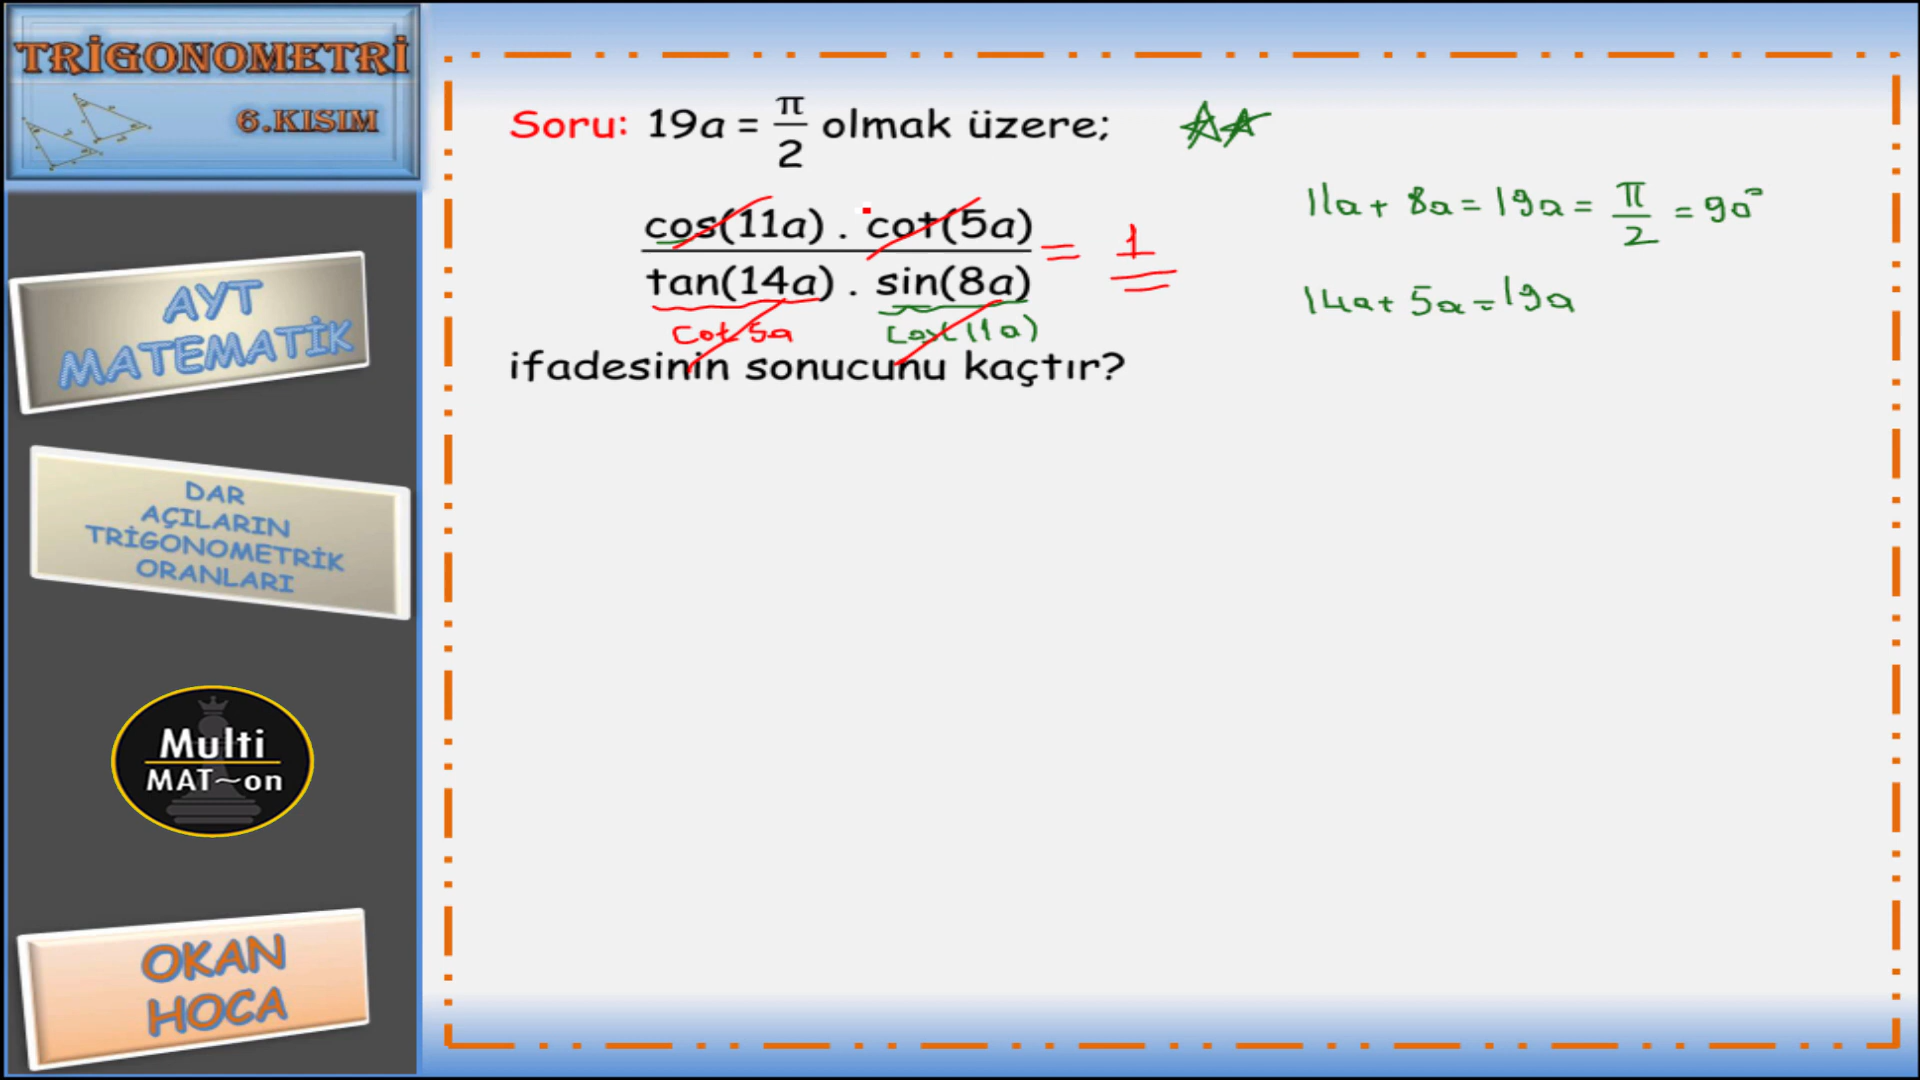 TRİGONOMETRİ
6.KISIM
AYT
MATEMATİK
DAR
AÇILARIN
TRİGONOMETRİK
ORANLARI
Multi
MAT~on
OKAN
HOCA
Soru: 19a = π/2 olmak üzere;
cos(11a) . cot(5a)
tan(14a) . sin(8a)
= 1
cot 5a cos(11a)
ifadesinin sonucunu kaçtır?
11a + 8a = 19a = π/2 = 90°
14a + 5a = 19a